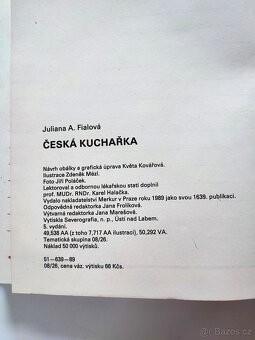 Juliana A. Fialová
ČESKÁ KUCHAŘKA
Návrh obálky a grafická úprava Květa Kovářová.
Ilustrace Zdeněk Mézl.
Foto Jiří Poláček.
Lektoroval a odbornou lékařskou stati doplnil
prof. MUDr. RNDr. Karel Halačka.
Vydalo nakladatelství Merkur v Praze roku 1989 jako svou 1639. publikaci.
Odpovědná redaktorka Jana Frolíková.
Výtvarná redaktorka Jana Marešová.
Vytiskla Severografia, n. p., Ústí nad Labem.
5. vydání.
49,538 AA (z toho 7,717 AA ilustrací), 50,292 VA.
Tematická skupina 08/26.
Náklad 50 000 výtisků.
51—639—89
08/26, cena váz. výtisku 66 Kčs.
Bazos.cz